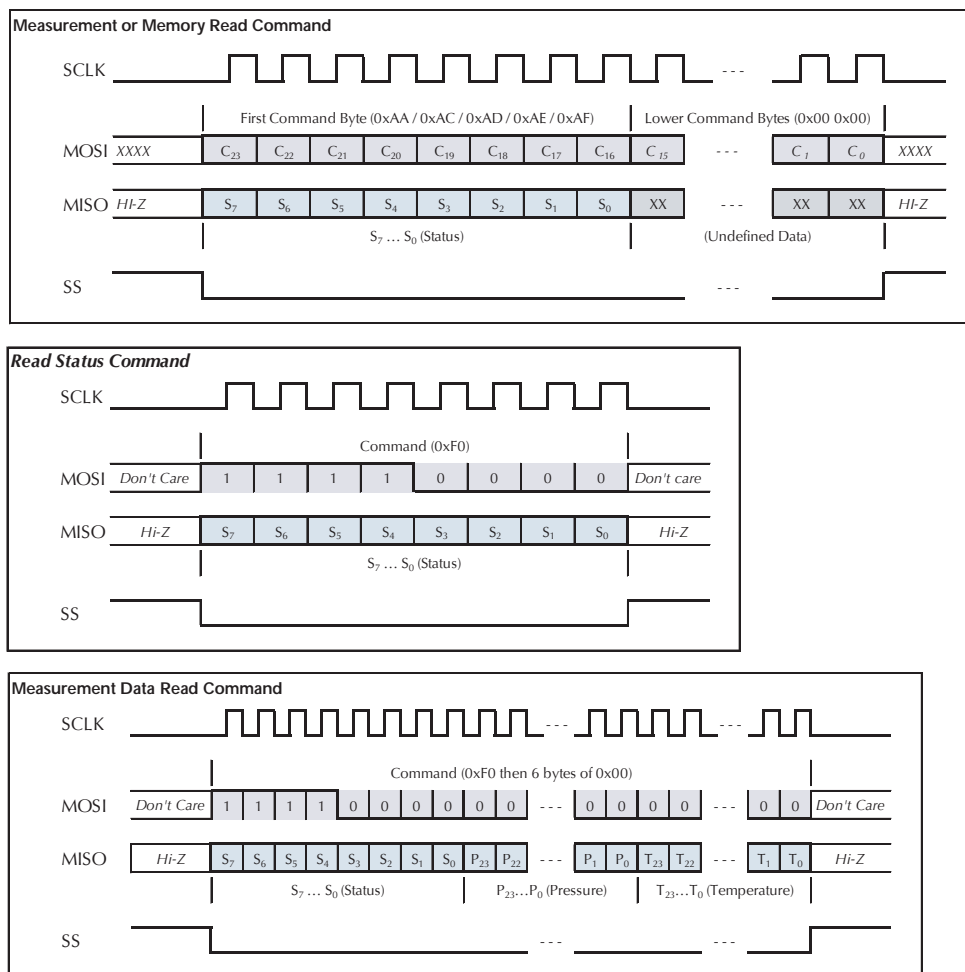 Measurement or Memory Read Command
SCLK - - -
First Command Byte (0xAA / 0xAC / 0xAD / 0xAE / 0xAF) Lower Command Bytes (0x00 0x00)
MOSI XXXX C23 C22 C21 C20 C19 C18 C17 C16 C15 - - - C1 C0 XXXX
MISO HI-Z S7 S6 S5 S4 S3 S2 S1 S0 XX - - - XX XX HI-Z
S7 … S0 (Status) (Undefined Data)
SS - - -
Read Status Command
SCLK
Command (0xF0)
MOSI Don't Care 1 1 1 1 0 0 0 0 Don't care
MISO Hi-Z S7 S6 S5 S4 S3 S2 S1 S0 Hi-Z
S7 … S0 (Status)
SS
Measurement Data Read Command
SCLK - - - - - -
Command (0xF0 then 6 bytes of 0x00)
MOSI Don't Care 1 1 1 1 0 0 0 0 0 0 - - - 0 0 0 0 - - - 0 0 Don't Care
MISO Hi-Z S7 S6 S5 S4 S3 S2 S1 S0 P23 P22 - - - P1 P0 T23 T22 - - - T1 T0 Hi-Z
S7 … S0 (Status) P23…P0 (Pressure) T23…T0 (Temperature)
SS - - - - - -